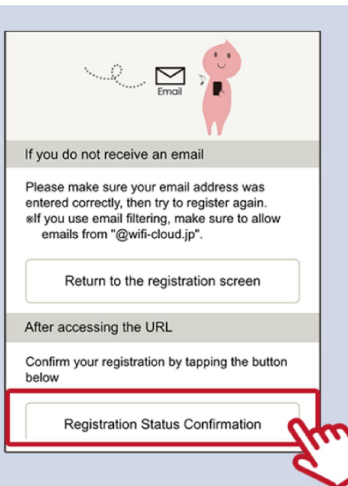 Email
If you do not receive an email
Please make sure your email address was
entered correctly, then try to register again.
※If you use email filtering, make sure to allow
emails from "@wifi-cloud.jp".
Return to the registration screen
After accessing the URL
Confirm your registration by tapping the button
below
Registration Status Confirmation